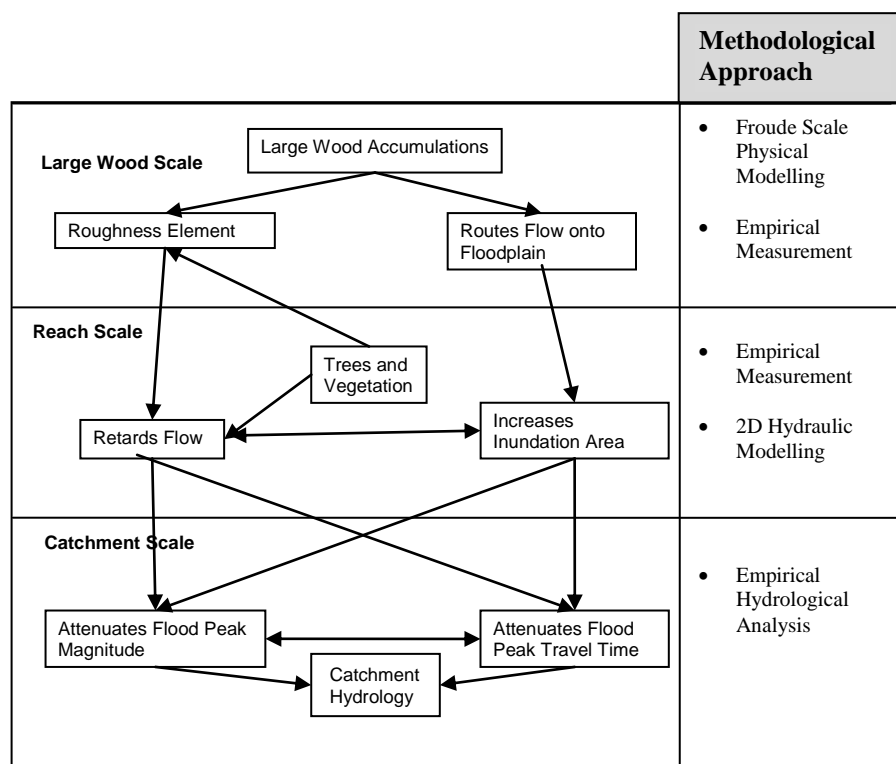 Methodological
Approach
Large Wood Scale
Large Wood Accumulations
Roughness Element
Routes Flow onto
Floodplain
• Froude Scale
Physical
Modelling
• Empirical
Measurement
Reach Scale
Trees and
Vegetation
Retards Flow
Increases
Inundation Area
• Empirical
Measurement
• 2D Hydraulic
Modelling
Catchment Scale
Attenuates Flood Peak
Magnitude
Attenuates Flood
Peak Travel Time
Catchment
Hydrology
• Empirical
Hydrological
Analysis